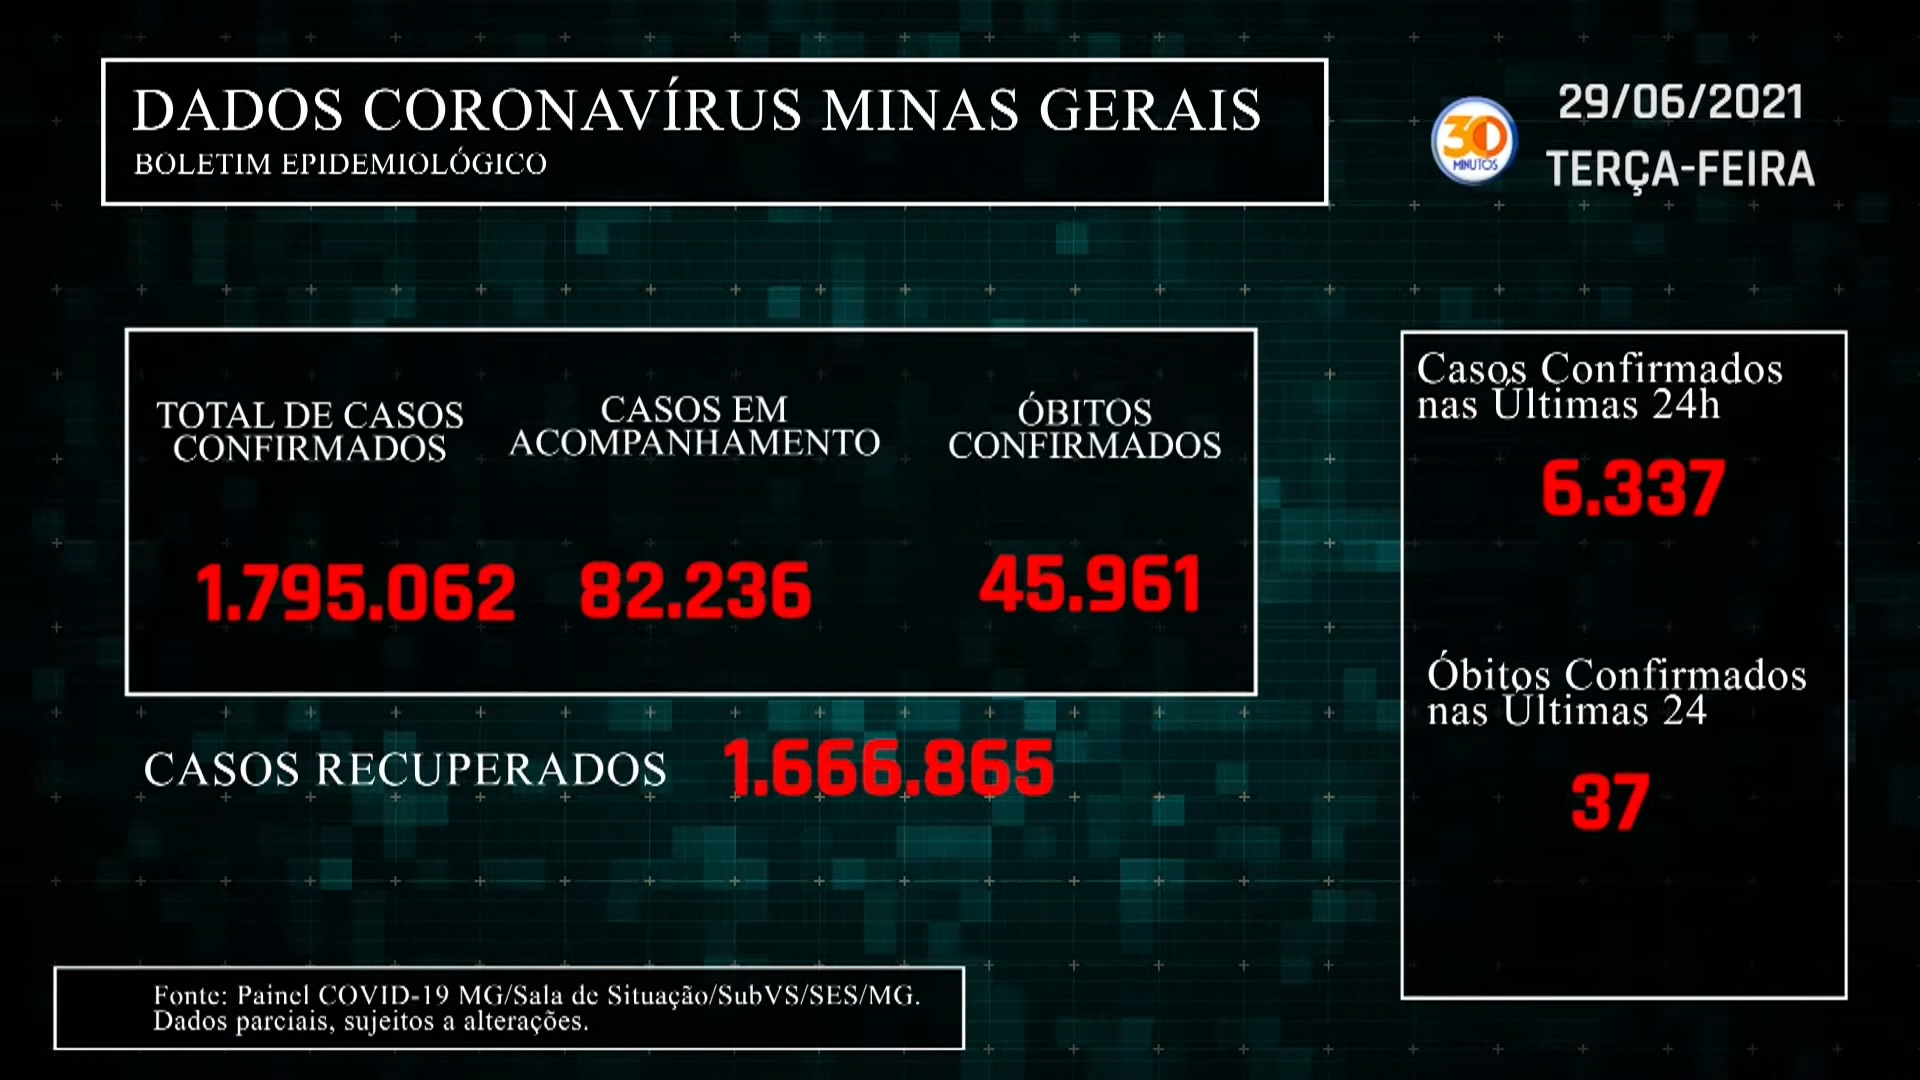 DADOS CORONAVÍRUS MINAS GERAIS
BOLETIM EPIDEMIOLÓGICO
30
MINUTOS
29/06/2021
TERÇA-FEIRA
TOTAL DE CASOS
CONFIRMADOS
1.795.062
CASOS EM
ACOMPANHAMENTO
82.236
ÓBITOS
CONFIRMADOS
45.961
CASOS RECUPERADOS 1.666.865
Casos Confirmados
nas Últimas 24h
6.337
Óbitos Confirmados
nas Últimas 24
37
Fonte: Painel COVID-19 MG/Sala de Situação/SubVS/SES/MG.
Dados parciais, sujeitos a alterações.